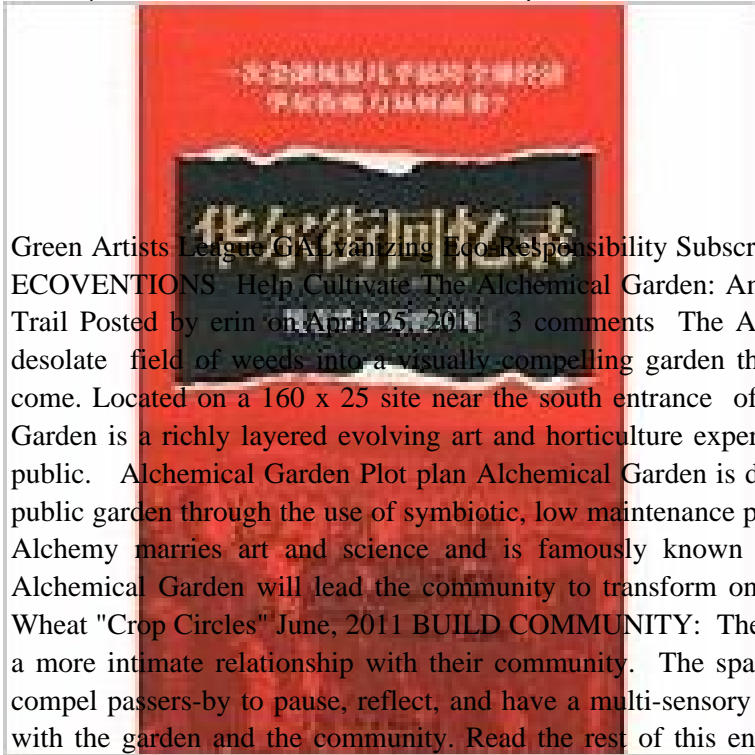 华尔街回忆录
Green Artists League GALvanizing Eco-Responsibility Subscr
ECOVENTIONS Help Cultivate The Alchemical Garden: An
Trail Posted by erin on April 25, 2011 3 comments The A
desolate field of weeds into a visually compelling garden th
come. Located on a 160 x 25 site near the south entrance of
Garden is a richly layered evolving art and horticulture exper
public. Alchemical Garden Plot plan Alchemical Garden is d
public garden through the use of symbiotic, low maintenance p
Alchemy marries art and science and is famously known
Alchemical Garden will lead the community to transform on
Wheat "Crop Circles" June, 2011 BUILD COMMUNITY: The
a more intimate relationship with their community. The spa
compel passers-by to pause, reflect, and have a multi-sensory
with the garden and the community. Read the rest of this en